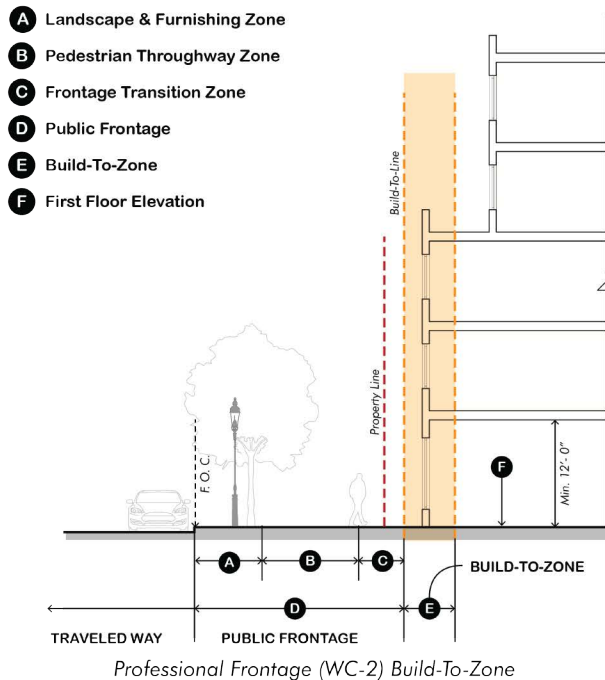 A Landscape & Furnishing Zone
B Pedestrian Throughway Zone
C Frontage Transition Zone
D Public Frontage
E Build-To-Zone
F First Floor Elevation
Build-To-Line
Property Line
F. O. C.
F
Min. 12'- 0"
A
B
C
BUILD-TO-ZONE
D
E
TRAVELED WAY
PUBLIC FRONTAGE
Professional Frontage (WC-2) Build-To-Zone